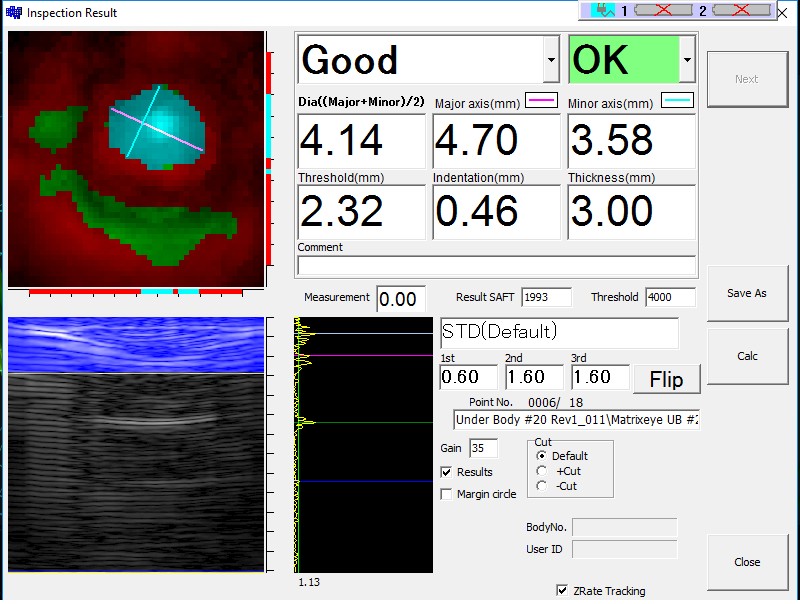 Inspection Result
1 2
Good OK
Next
Dia((Major+Minor)/2) Major axis(mm) Minor axis(mm)
4.14 4.70 3.58
Threshold(mm) Indentation(mm) Thickness(mm)
2.32 0.46 3.00
Comment
Measurement 0.00 Result SAFT 1993 Threshold 4000
Save As
STD(Default)
Calc
1st 2nd 3rd
0.60 1.60 1.60 Flip
Point No. 0006/ 18
Under Body #20 Rev1_011\Matrixeye UB #2
Gain 35
Cut
Default
+Cut
-Cut
Results
Margin circle
BodyNo.
User ID
Close
1.13
ZRate Tracking